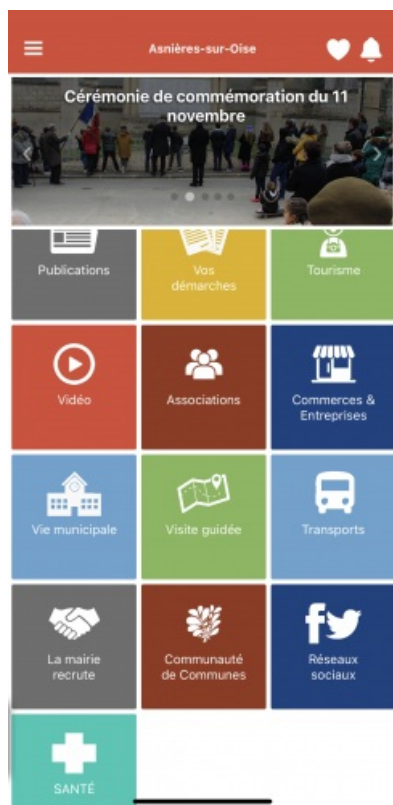 Asnières-sur-Oise
Cérémonie de commémoration du 11
novembre
Publications
Vos
démarches
Tourisme
Vidéo
Associations
Commerces &
Entreprises
Vie municipale
Visite guidée
Transports
La mairie
recrute
Communauté
de Communes
Réseaux
sociaux
SANTÉ